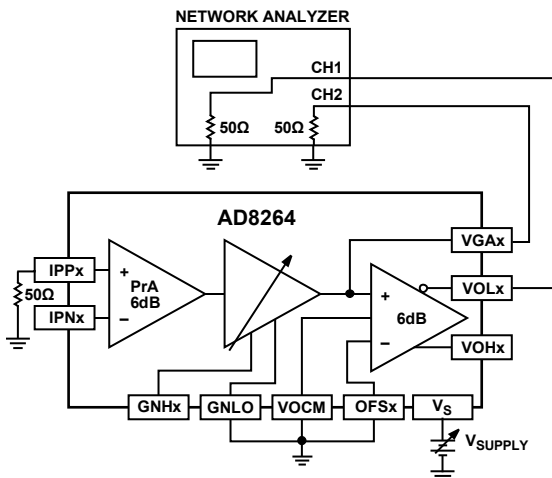 NETWORK ANALYZER
CH1
CH2
50Ω
50Ω
AD8264
VGAx
IPPx
+
PrA
6dB
–
50Ω
IPNx
+
6dB
–
VOLx
VOHx
GNHx
GNLO
VOCM
OFSx
VS
VSUPPLY